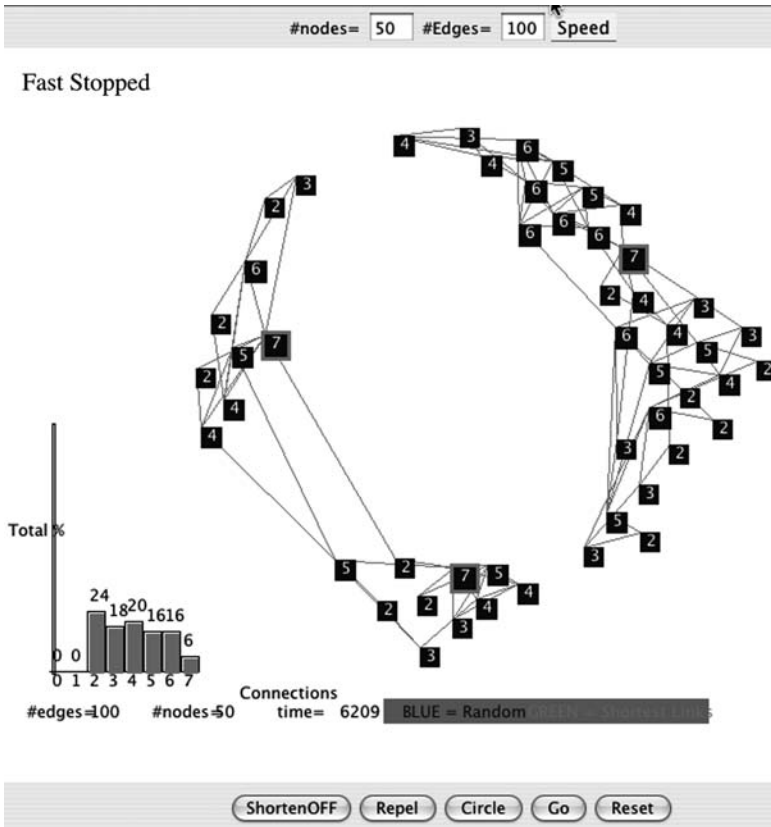 #nodes= 50 #Edges= 100 Speed
Fast Stopped
3
4 6
4 5
3 6 5
2 4
6 6 6
7
6
2 4 3
2 6 4 3
5 7 5
2 5 4 2
2
4 6 2
4 3 2
3
5
2
Total %
3
5 2 7 5
4
2 2 4
3
3
24 18 20 16 16 6
0 0
0 1 2 3 4 5 6 7
Connections
#edges=100 #nodes=50 time= 6209 BLUE = Random GREEN = Shortest Links
ShortenOFF Repel Circle Go Reset